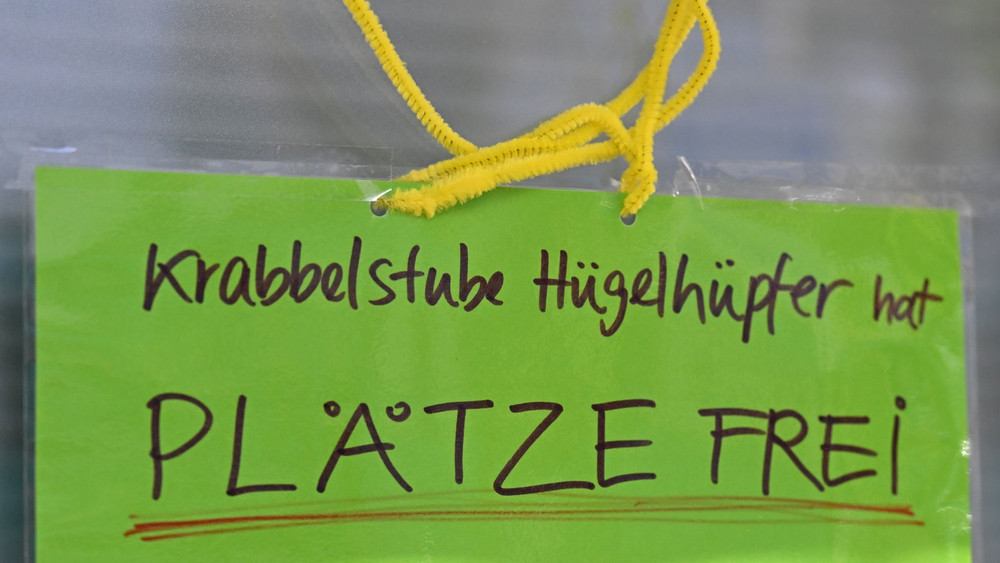 Krabbelstube Hügelhüpfer hat
PLÄTZE FREi